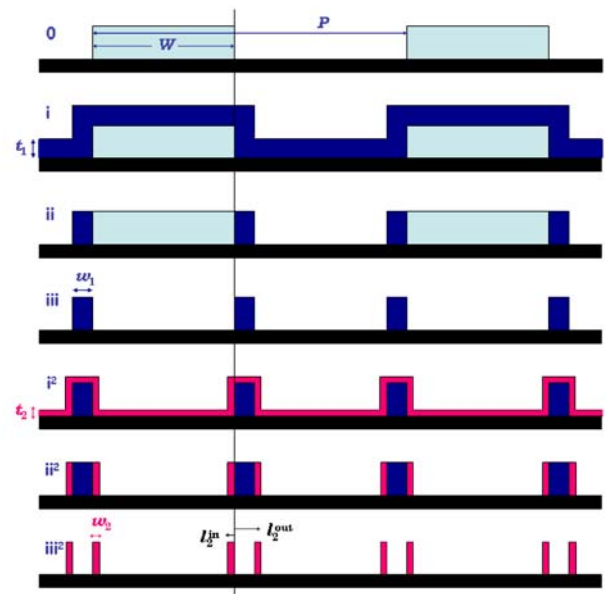 0
P
W
i
t₁
ii
iii
w₁
i²
t₂
ii²
l₂ⁱⁿ
l₂ᵒᵘᵗ
iii²
w₂